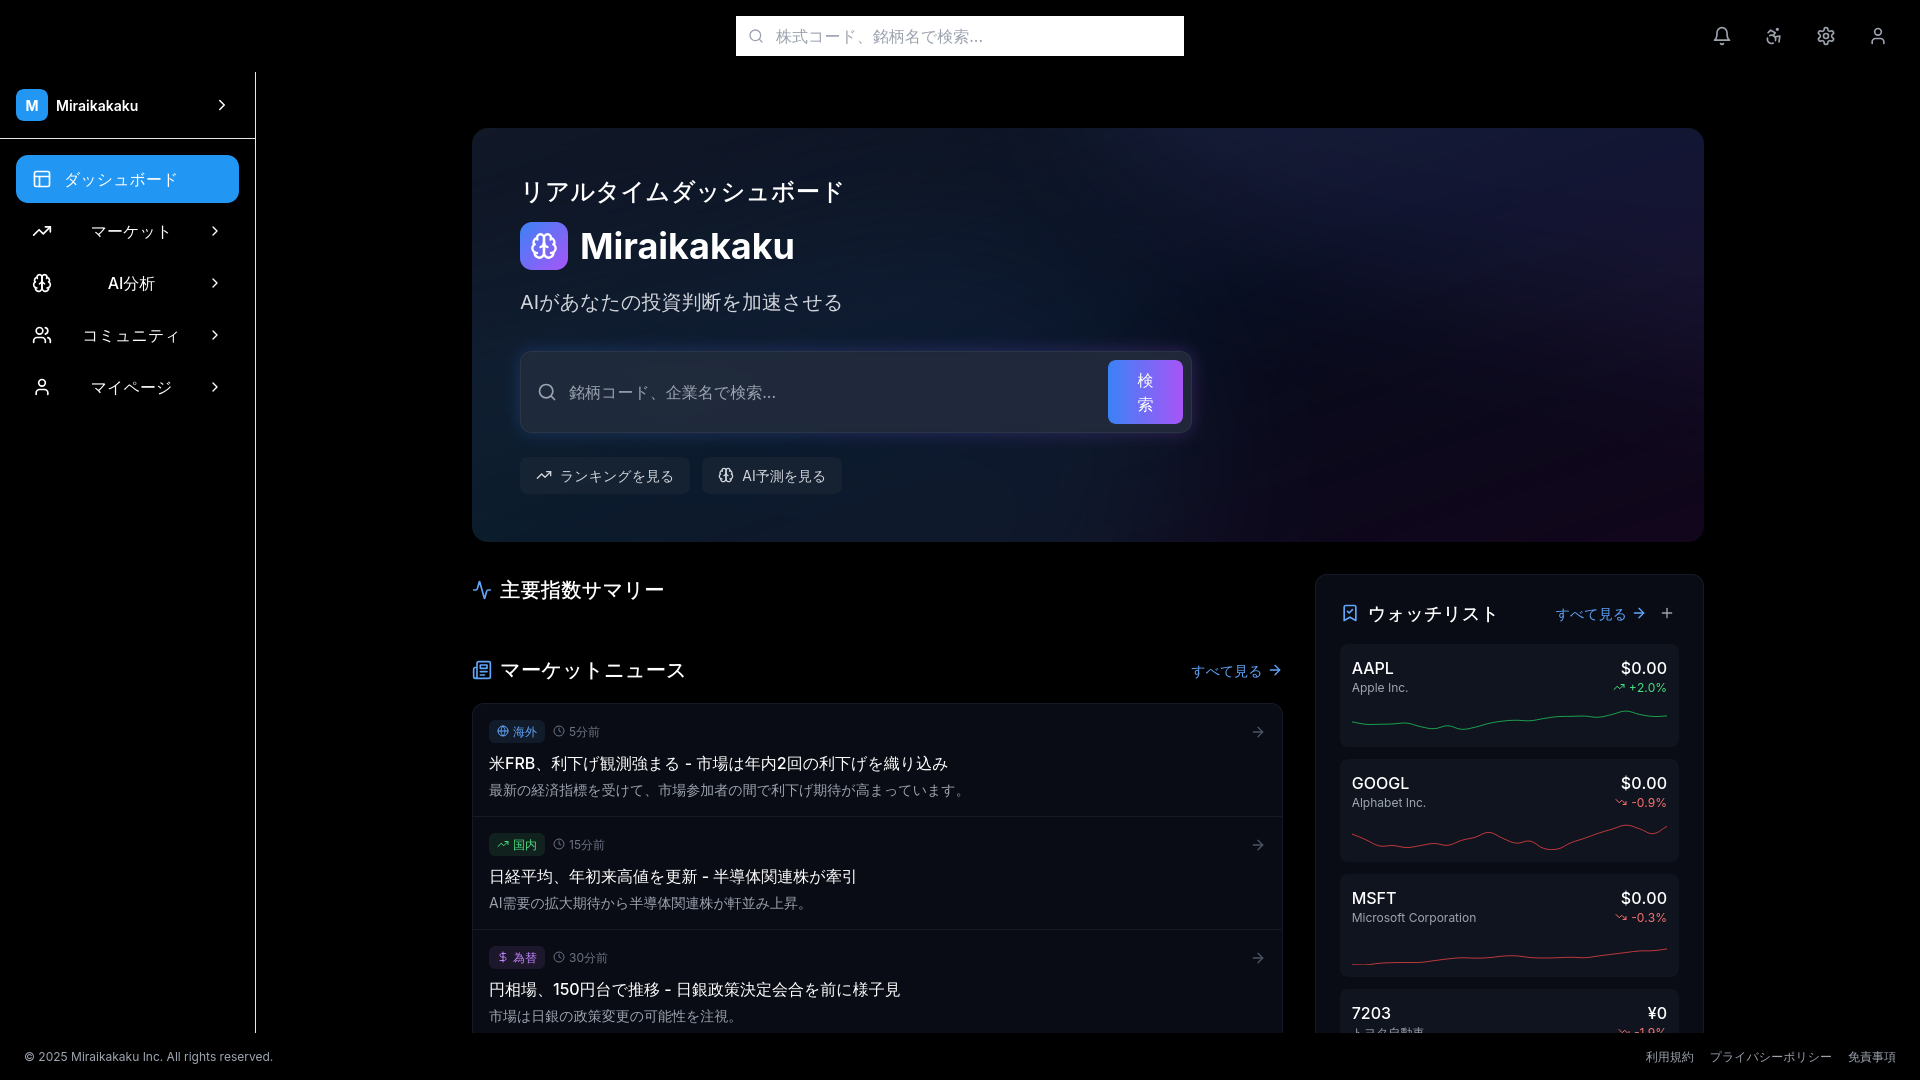 株式コード、銘柄名で検索...
M Miraikakaku
ダッシュボード
マーケット
AI分析
コミュニティ
マイページ
リアルタイムダッシュボード
Miraikakaku
AIがあなたの投資判断を加速させる
銘柄コード、企業名で検索...
検
索
ランキングを見る
AI予測を見る
主要指数サマリー
マーケットニュース
すべて見る
海外 5分前
米FRB、利下げ観測強まる - 市場は年内2回の利下げを織り込み
最新の経済指標を受けて、市場参加者の間で利下げ期待が高まっています。
国内 15分前
日経平均、年初来高値を更新 - 半導体関連株が牽引
AI需要の拡大期待から半導体関連株が軒並み上昇。
為替 30分前
円相場、150円台で推移 - 日銀政策決定会合を前に様子見
市場は日銀の政策変更の可能性を注視。
ウォッチリスト
すべて見る
AAPL $0.00
Apple Inc. +2.0%
GOOGL $0.00
Alphabet Inc. -0.9%
MSFT $0.00
Microsoft Corporation -0.3%
7203 ¥0
トヨタ自動車 -1.9%
© 2025 Miraikakaku Inc. All rights reserved.
利用規約 プライバシーポリシー 免責事項